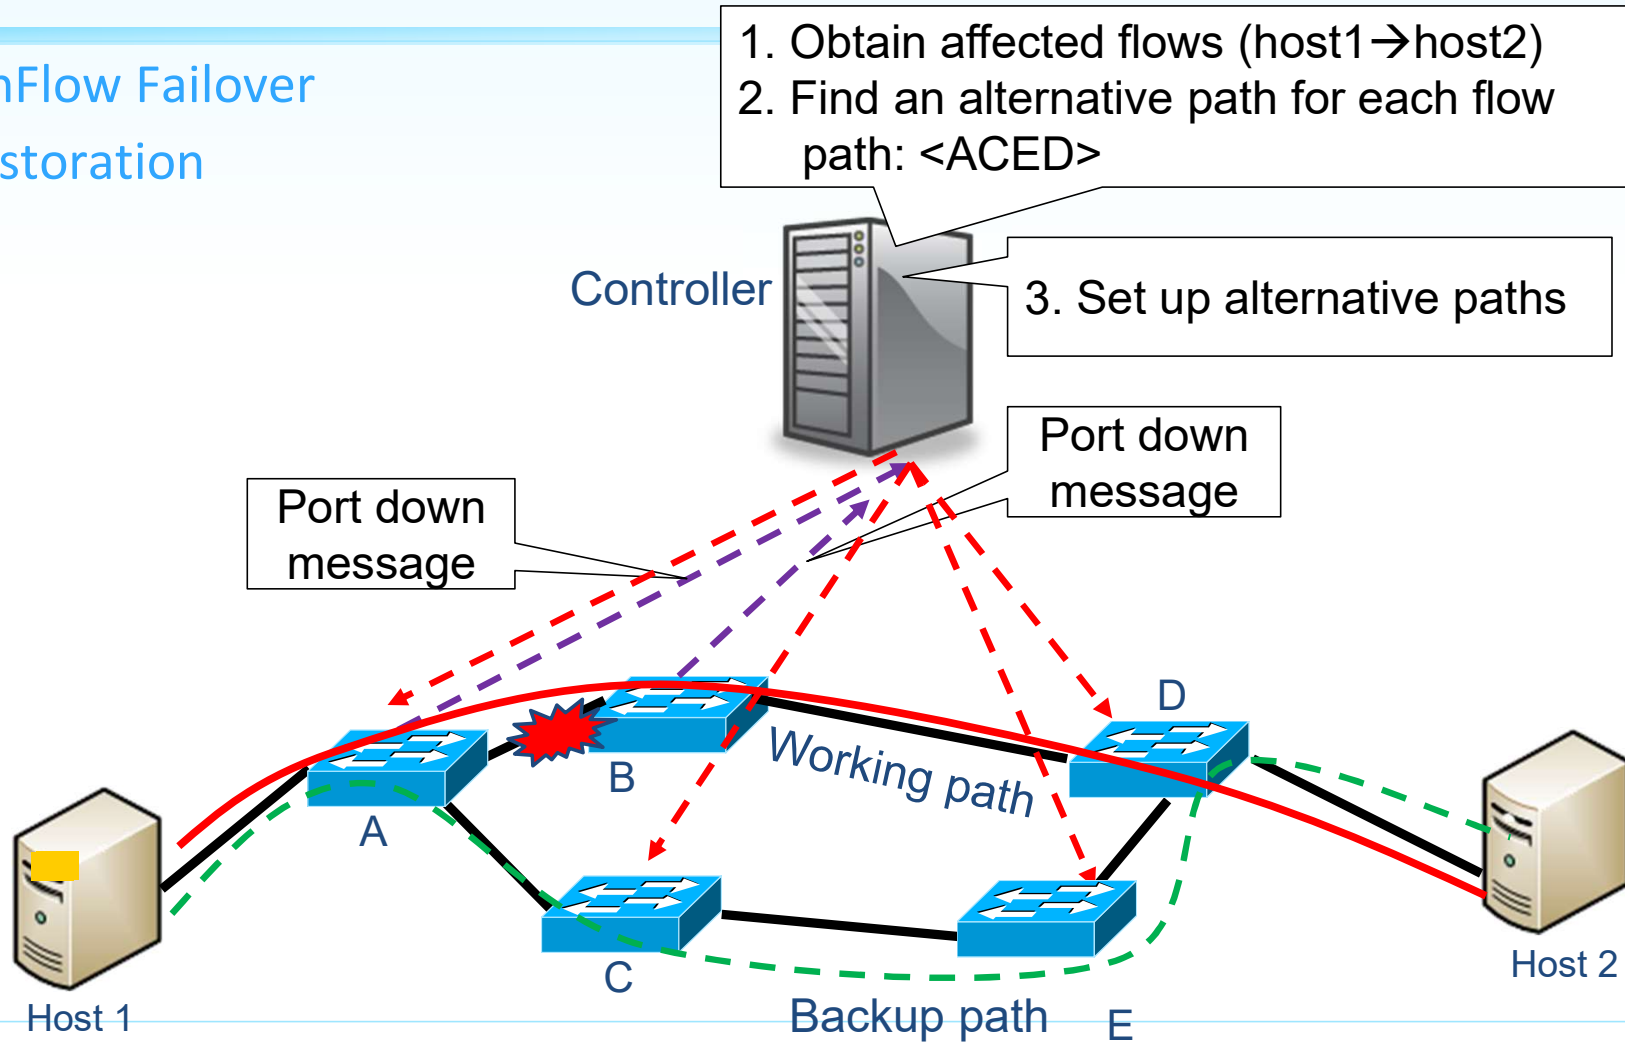 nFlow Failover
storation
1. Obtain affected flows (host1→host2)
2. Find an alternative path for each flow
path: <ACED>
Controller
3. Set up alternative paths
Port down
message
Port down
message
D
B
Working path
A
C
Host 2
Host 1
Backup path
E